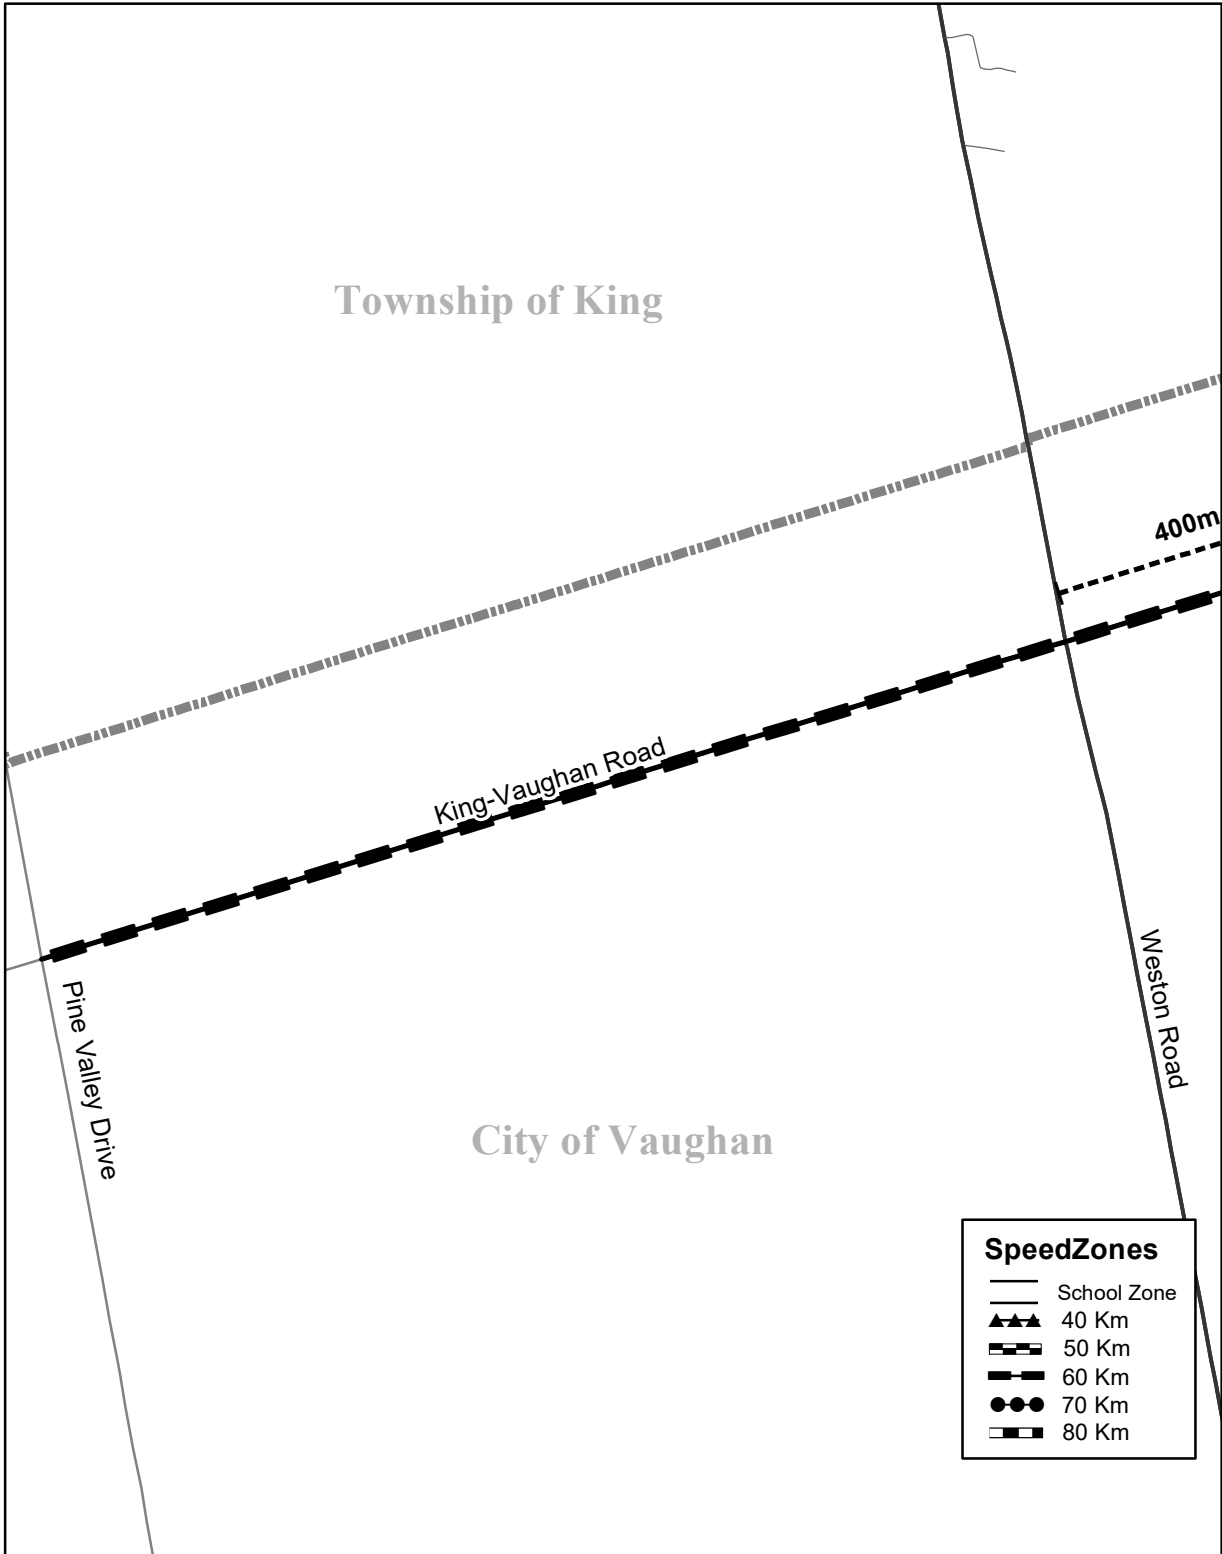 Township of King
400m
King-Vaughan Road
Weston Road
Pine Valley Drive
City of Vaughan
SpeedZones
School Zone
40 Km
50 Km
60 Km
70 Km
80 Km